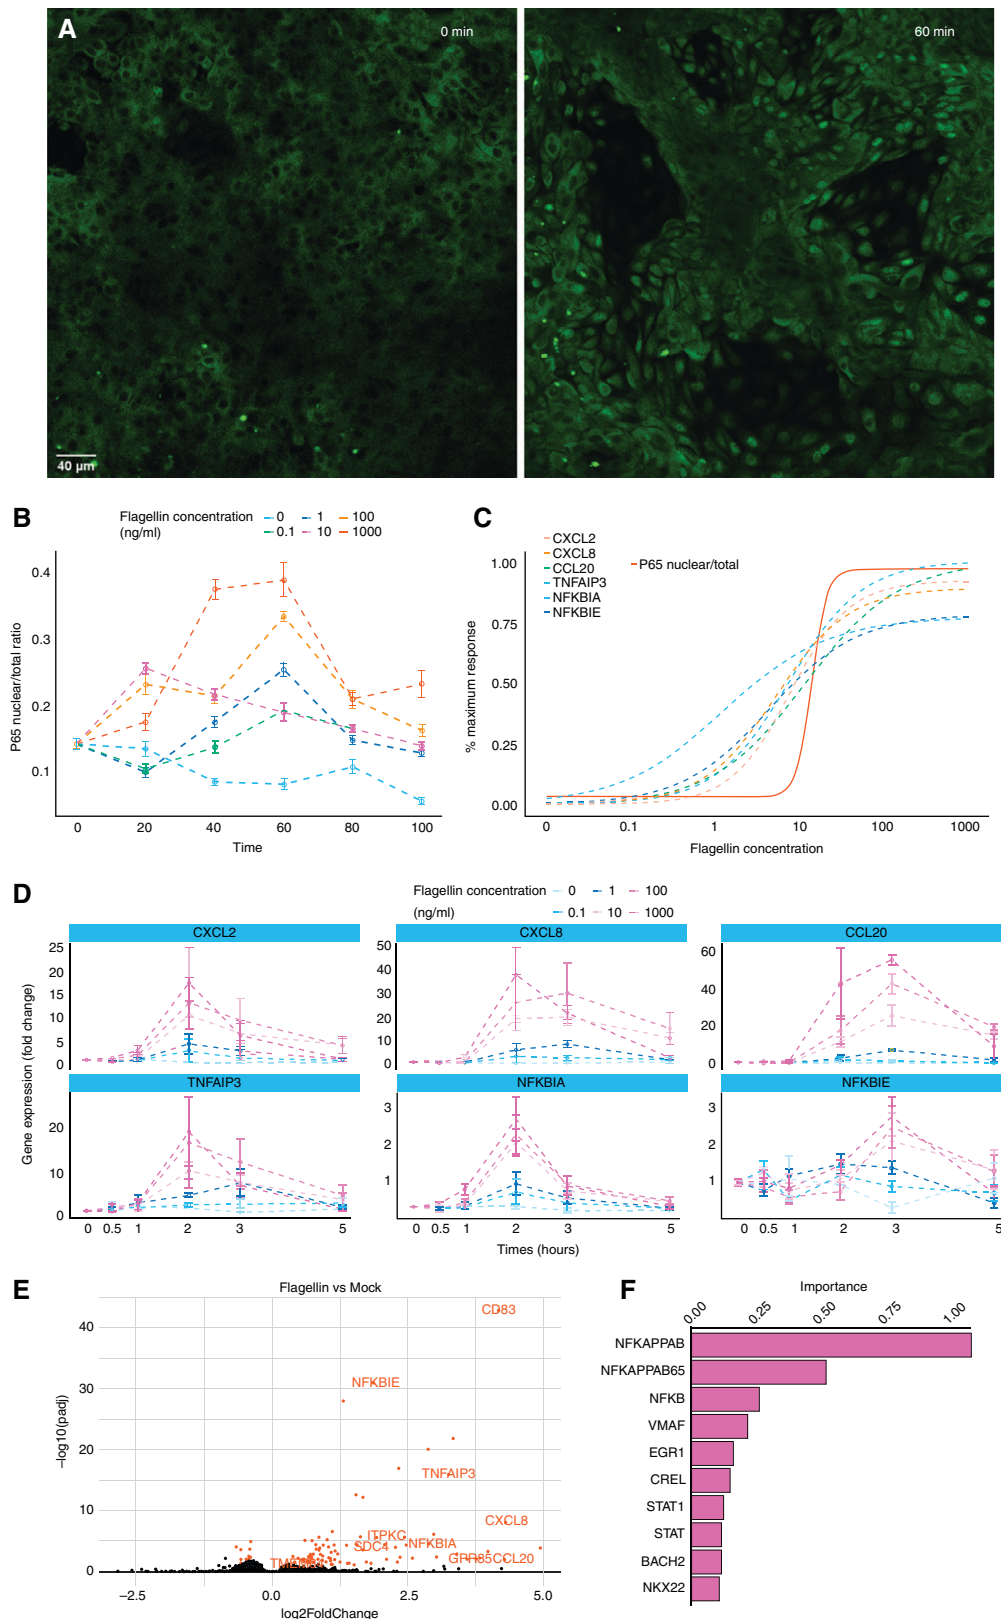 A
0 min
60 min
40 µm
B
Flagellin concentration
(ng/ml)
0 1 100
0.1 10 1000
P65 nuclear/total ratio
0.4
0.3
0.2
0.1
0 20 40 60 80 100
Time
C
CXCL2
CXCL8
CCL20
TNFAIP3
NFKBIA
NFKBIE
P65 nuclear/total
% maximum response
1.00
0.75
0.50
0.25
0.00
0 0.1 1 10 100 1000
Flagellin concentration
D
Flagellin concentration
(ng/ml)
0 1 100
0.1 10 1000
Gene expression (fold change)
CXCL2
25
20
15
10
5
0
CXCL8
50
40
30
20
10
0
CCL20
60
40
20
0
TNFAIP3
20
10
0
NFKBIA
3
2
1
NFKBIE
3
2
1
0 0.5 1 2 3 5
0 0.5 1 2 3 5
0 0.5 1 2 3 5
Times (hours)
E
Flagellin vs Mock
–log10(padj)
40
30
20
10
0
CD83
NFKBIE
TNFAIP3
CXCL8
ITPKC
SDC4
NFKBIA
GPR85
CCL20
–2.5 0.0 2.5 5.0
log2FoldChange
F
Importance
0.00 0.25 0.50 0.75 1.00
NFKAPPAB
NFKAPPAB65
NFKB
VMAF
EGR1
CREL
STAT1
STAT
BACH2
NKX22